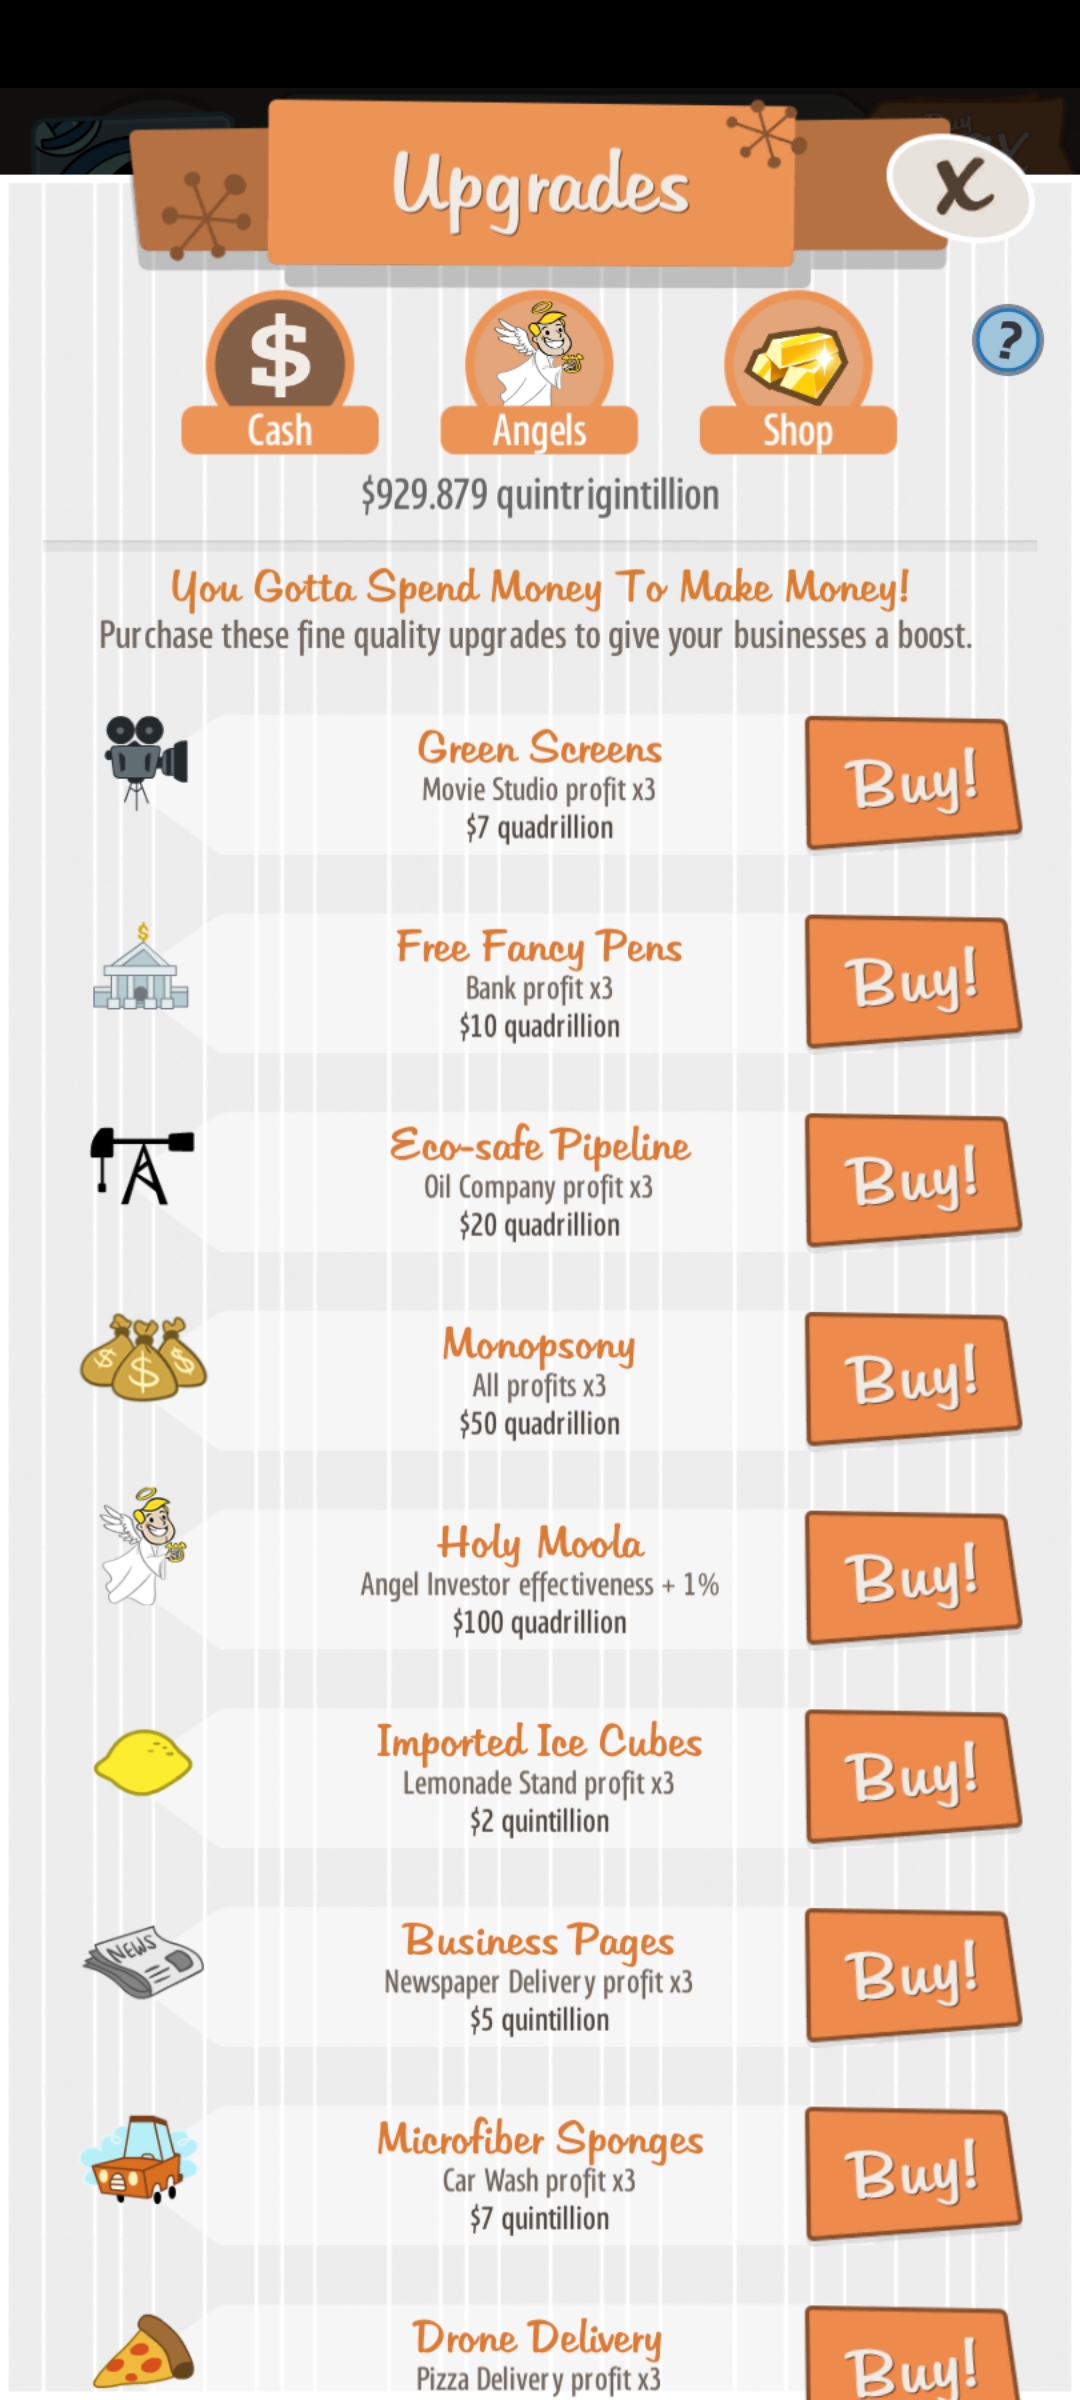 Buy
Upgrades
X
$
?
Cash
Angels
Shop
$929.879 quintrigintillion
You Gotta Spend Money To Make Money!
Purchase these fine quality upgrades to give your businesses a boost.
Green Screens
Movie Studio profit x3
$7 quadrillion
Buy!
$
Free Fancy Pens
Bank profit x3
$10 quadrillion
Buy!
Eco-safe Pipeline
Oil Company profit x3
$20 quadrillion
Buy!
$ $ $
Monopsony
All profits x3
$50 quadrillion
Buy!
Holy Moola
Angel Investor effectiveness + 1%
$100 quadrillion
Buy!
Imported Ice Cubes
Lemonade Stand profit x3
$2 quintillion
Buy!
NEWS
Business Pages
Newspaper Delivery profit x3
$5 quintillion
Buy!
Microfiber Sponges
Car Wash profit x3
$7 quintillion
Buy!
Drone Delivery
Pizza Delivery profit x3
Buy!